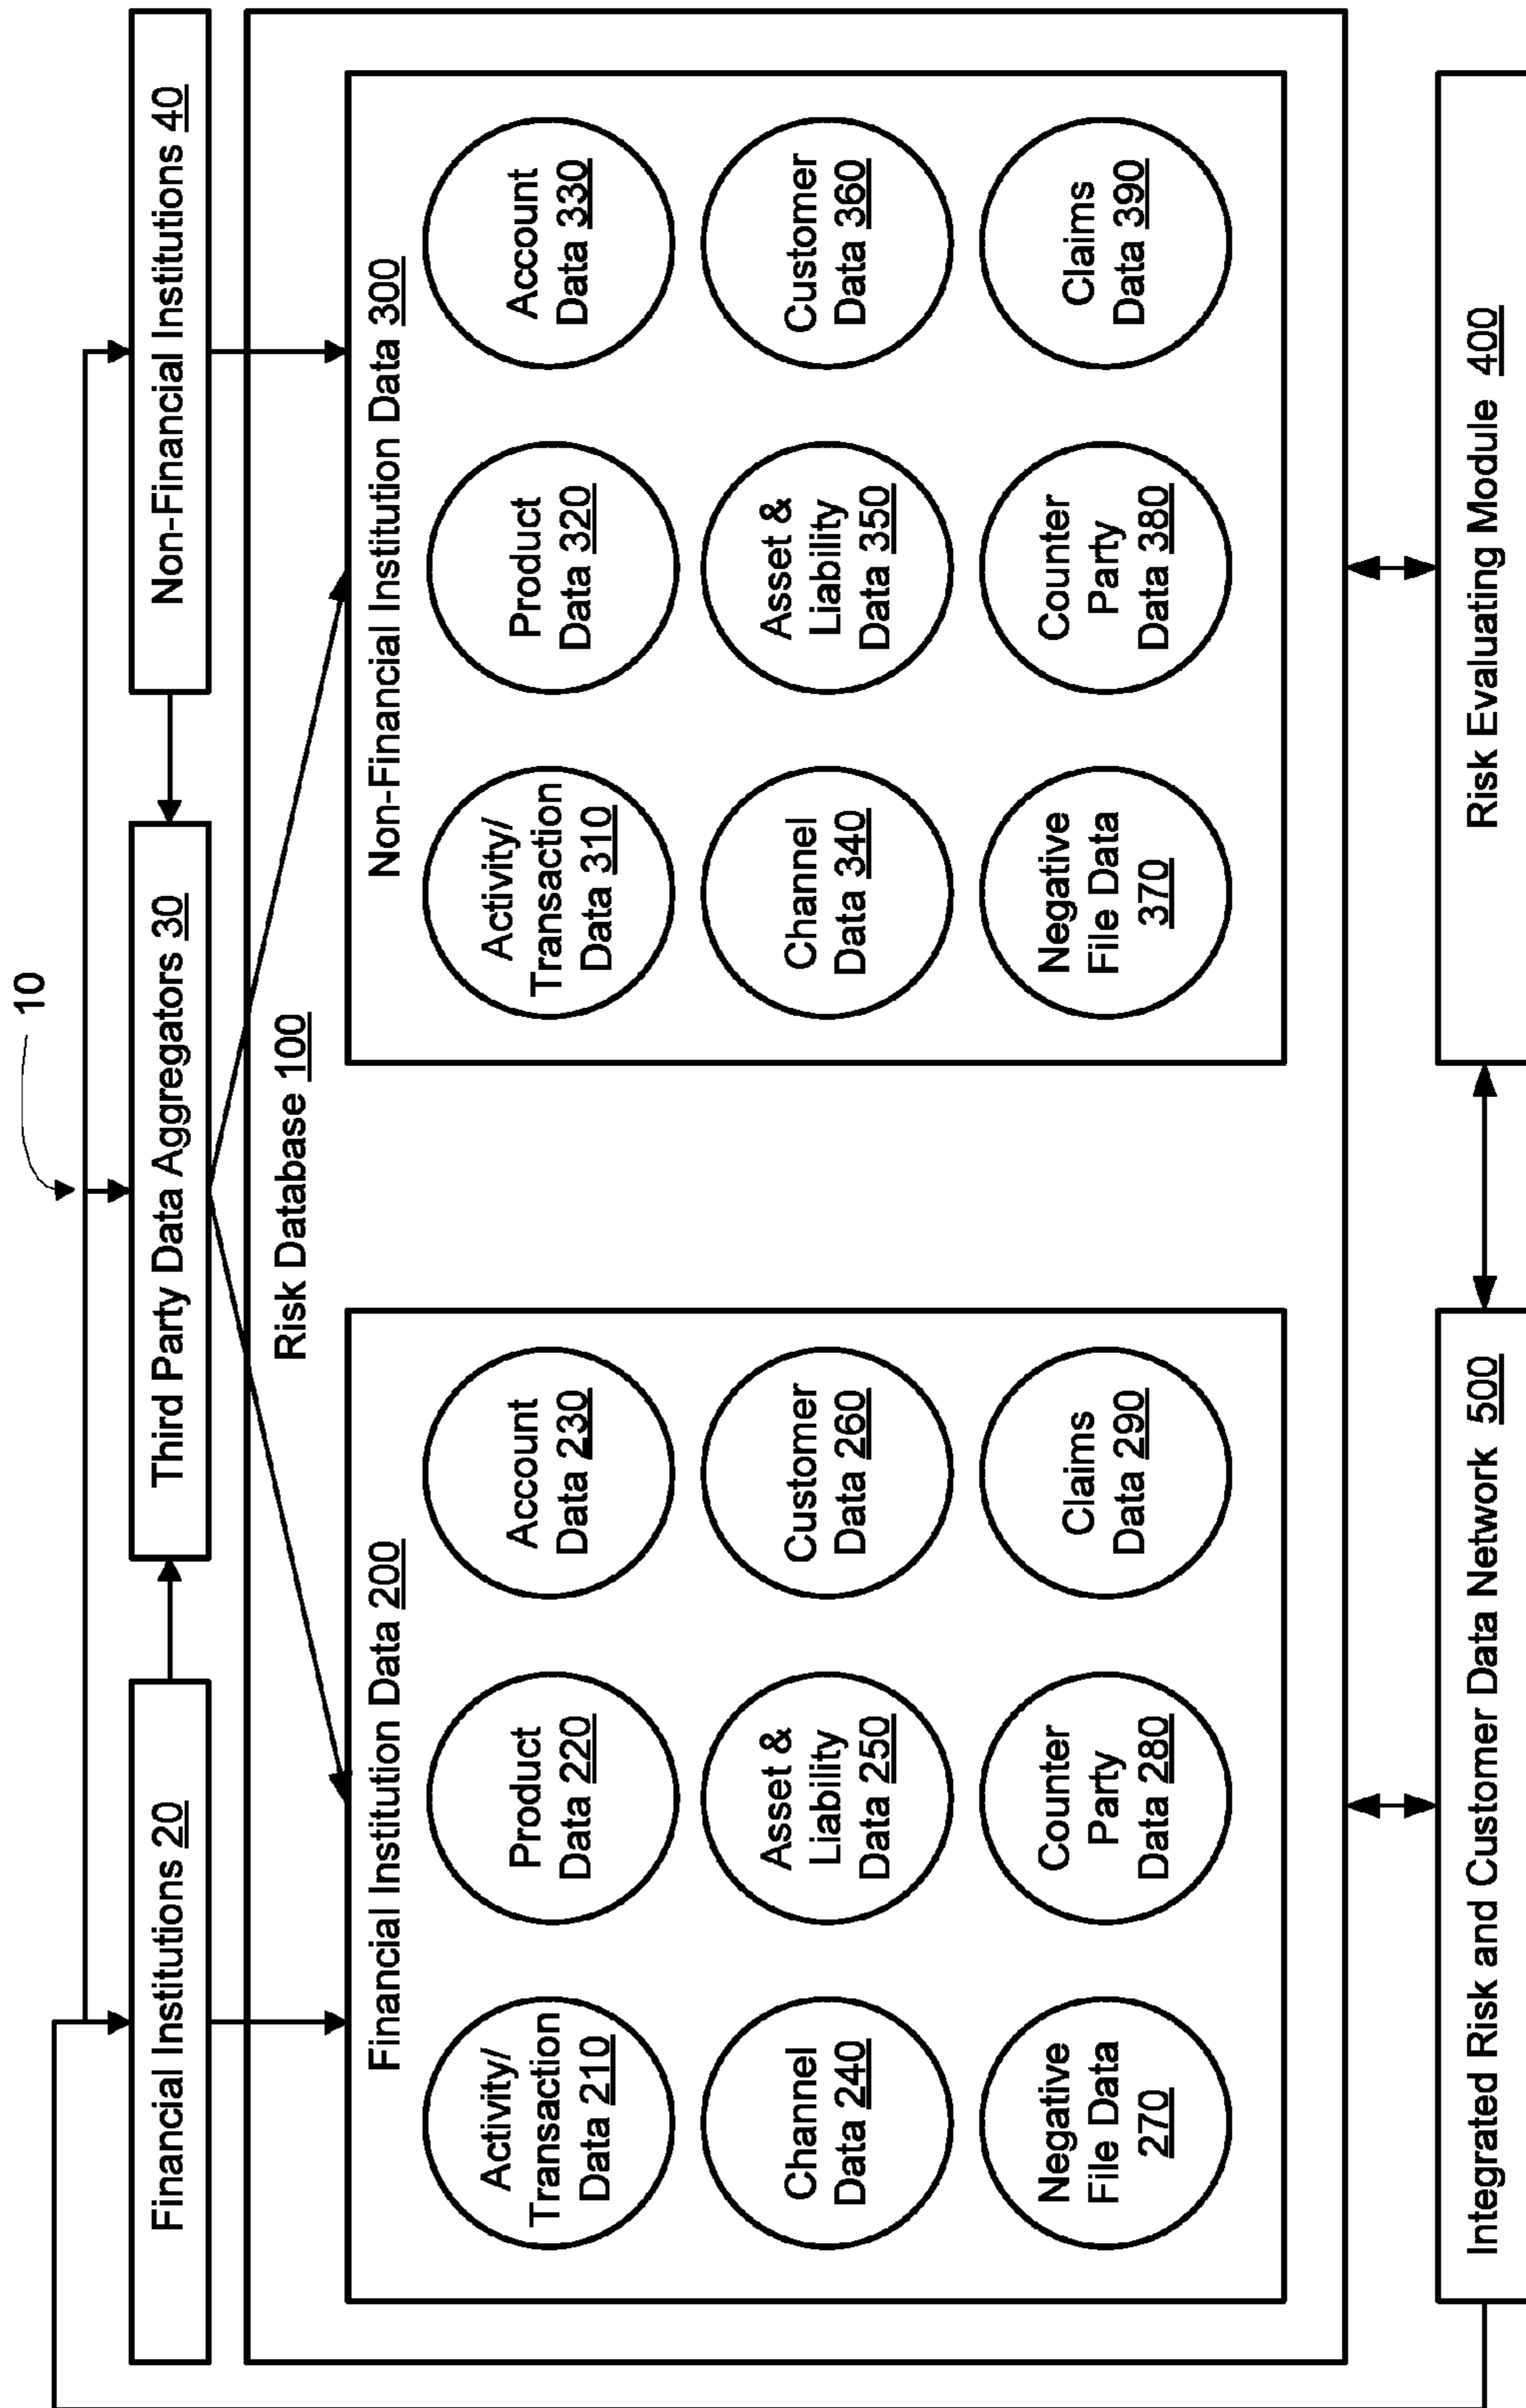 10
Financial Institutions 20
Third Party Data Aggregators 30
Non-Financial Institutions 40
Risk Database 100
Financial Institution Data 200
Activity/
Transaction
Data 210
Product
Data 220
Account
Data 230
Channel
Data 240
Asset &
Liability
Data 250
Customer
Data 260
Negative
File Data
270
Counter
Party
Data 280
Claims
Data 290
Non-Financial Institution Data 300
Activity/
Transaction
Data 310
Product
Data 320
Account
Data 330
Channel
Data 340
Asset &
Liability
Data 350
Customer
Data 360
Negative
File Data
370
Counter
Party
Data 380
Claims
Data 390
Integrated Risk and Customer Data Network 500
Risk Evaluating Module 400